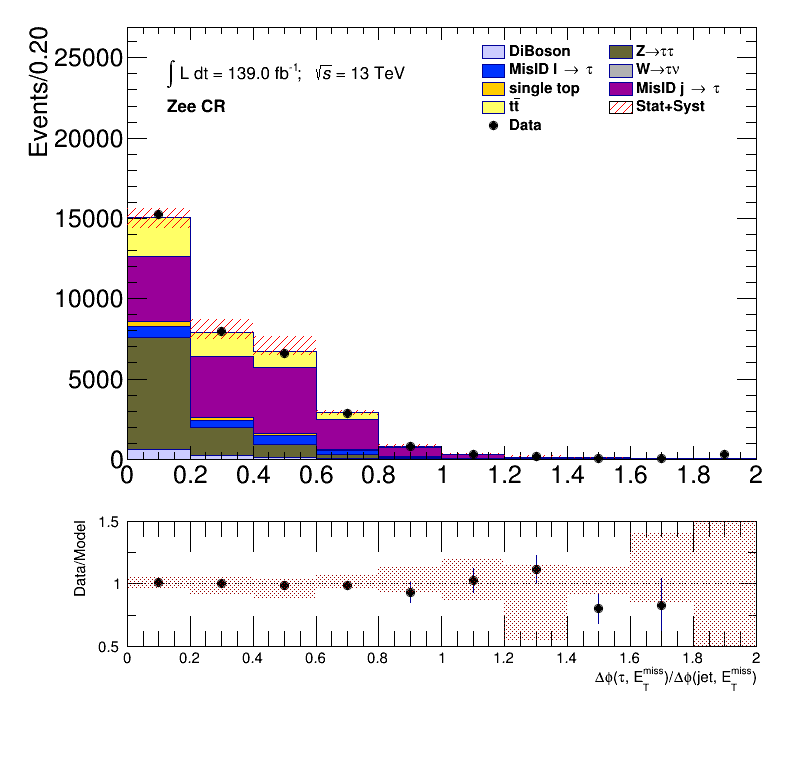 Events/0.20
25000
20000
15000
10000
5000
0
∫ L dt = 139.0 fb⁻¹; √s = 13 TeV
Zee CR
DiBoson
MisID l → τ
single top
tt̄
Data
Z→ττ
W→τν
MisID j → τ
Stat+Syst
0 0.2 0.4 0.6 0.8 1 1.2 1.4 1.6 1.8 2
Data/Model
1.5
1
0.5
0 0.2 0.4 0.6 0.8 1 1.2 1.4 1.6 1.8 2
Δϕ(τ, E_T^miss)/Δϕ(jet, E_T^miss)